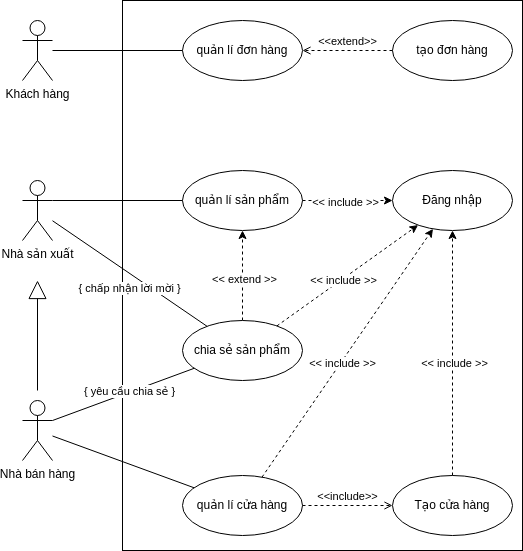 quản lí đơn hàng
<<extend>>
tạo đơn hàng
Khách hàng
quản lí sản phẩm
<< include >>
Đăng nhập
Nhà sản xuất
{ chấp nhận lời mời }
<< extend >>
<< include >>
chia sẻ sản phẩm
<< include >>
<< include >>
{ yêu cầu chia sẻ }
Nhà bán hàng
quản lí cửa hàng
<<include>>
Tạo cửa hàng